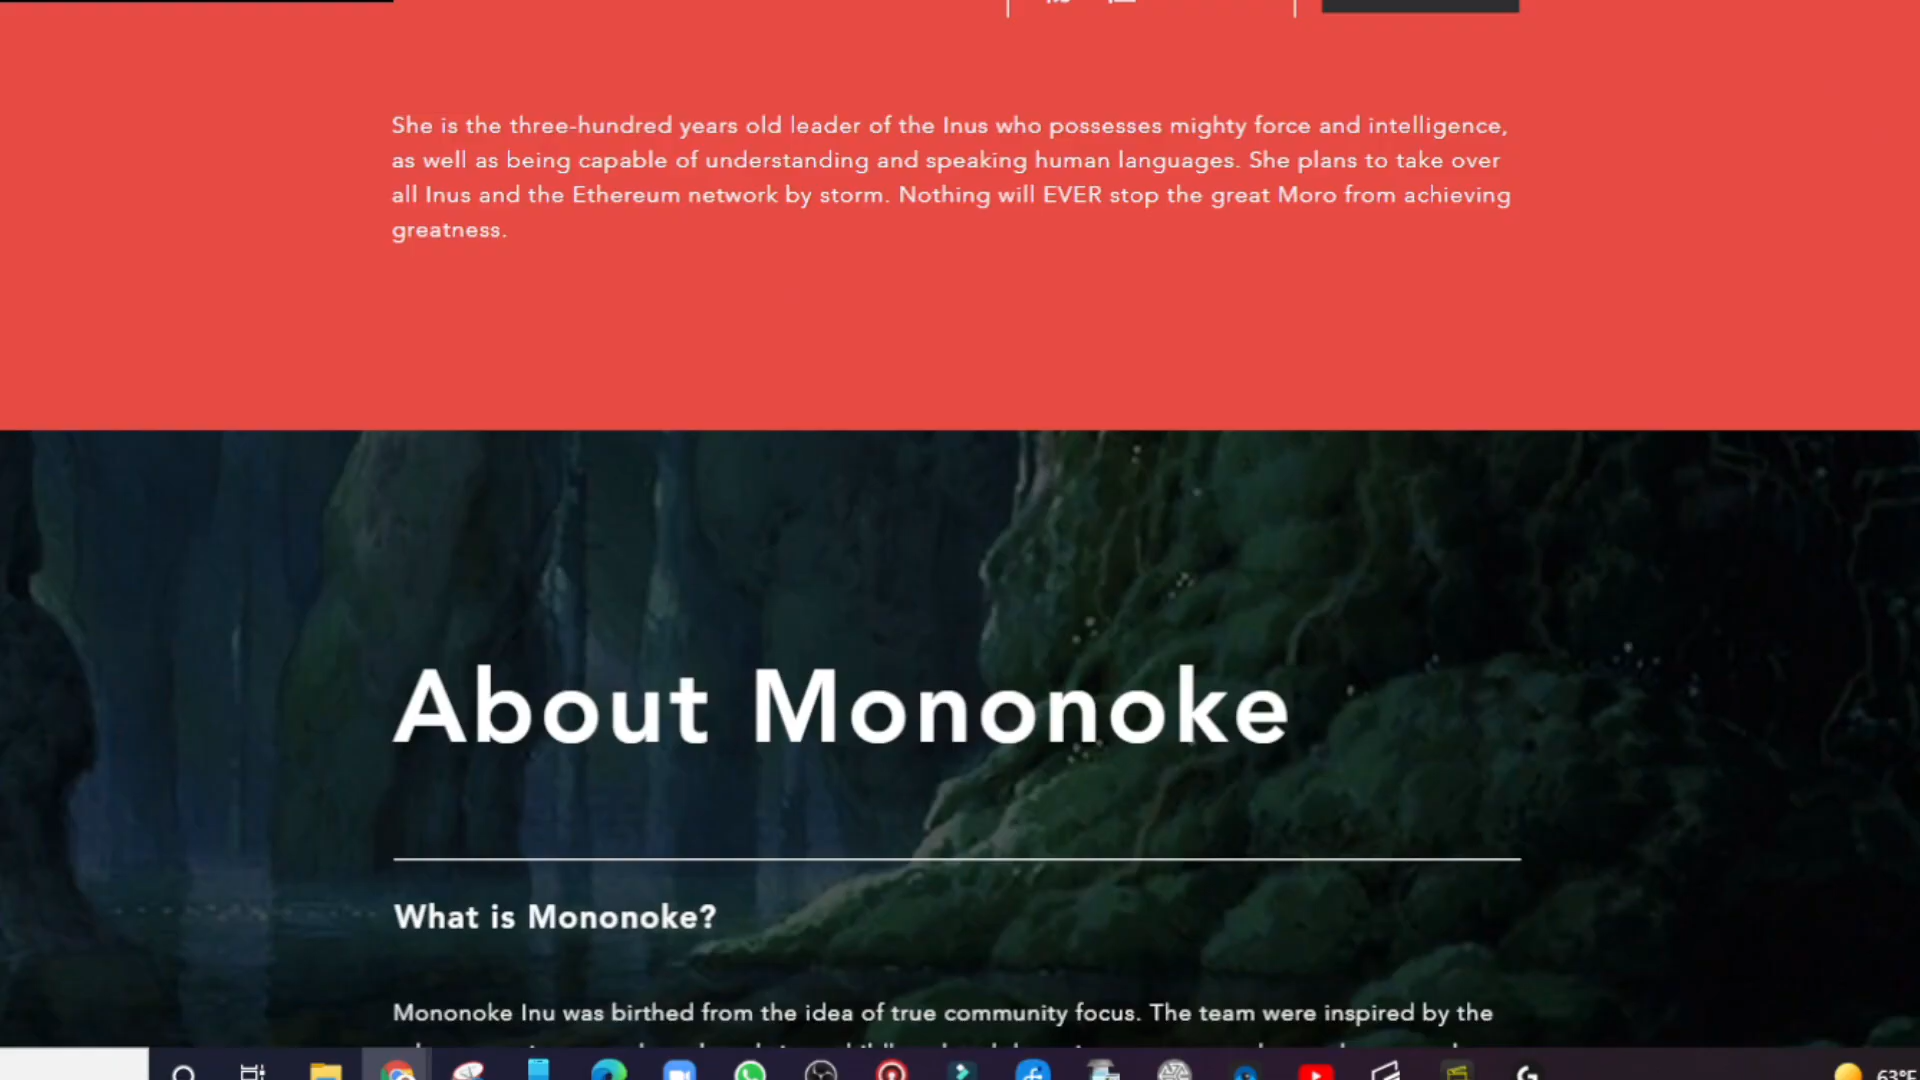 She is the three-hundred years old leader of the Inus who possesses mighty force and intelligence,
as well as being capable of understanding and speaking human languages. She plans to take over
all Inus and the Ethereum network by storm. Nothing will EVER stop the great Moro from achieving
greatness.
About Mononoke
What is Mononoke?
Mononoke Inu was birthed from the idea of true community focus. The team were inspired by the
63°F